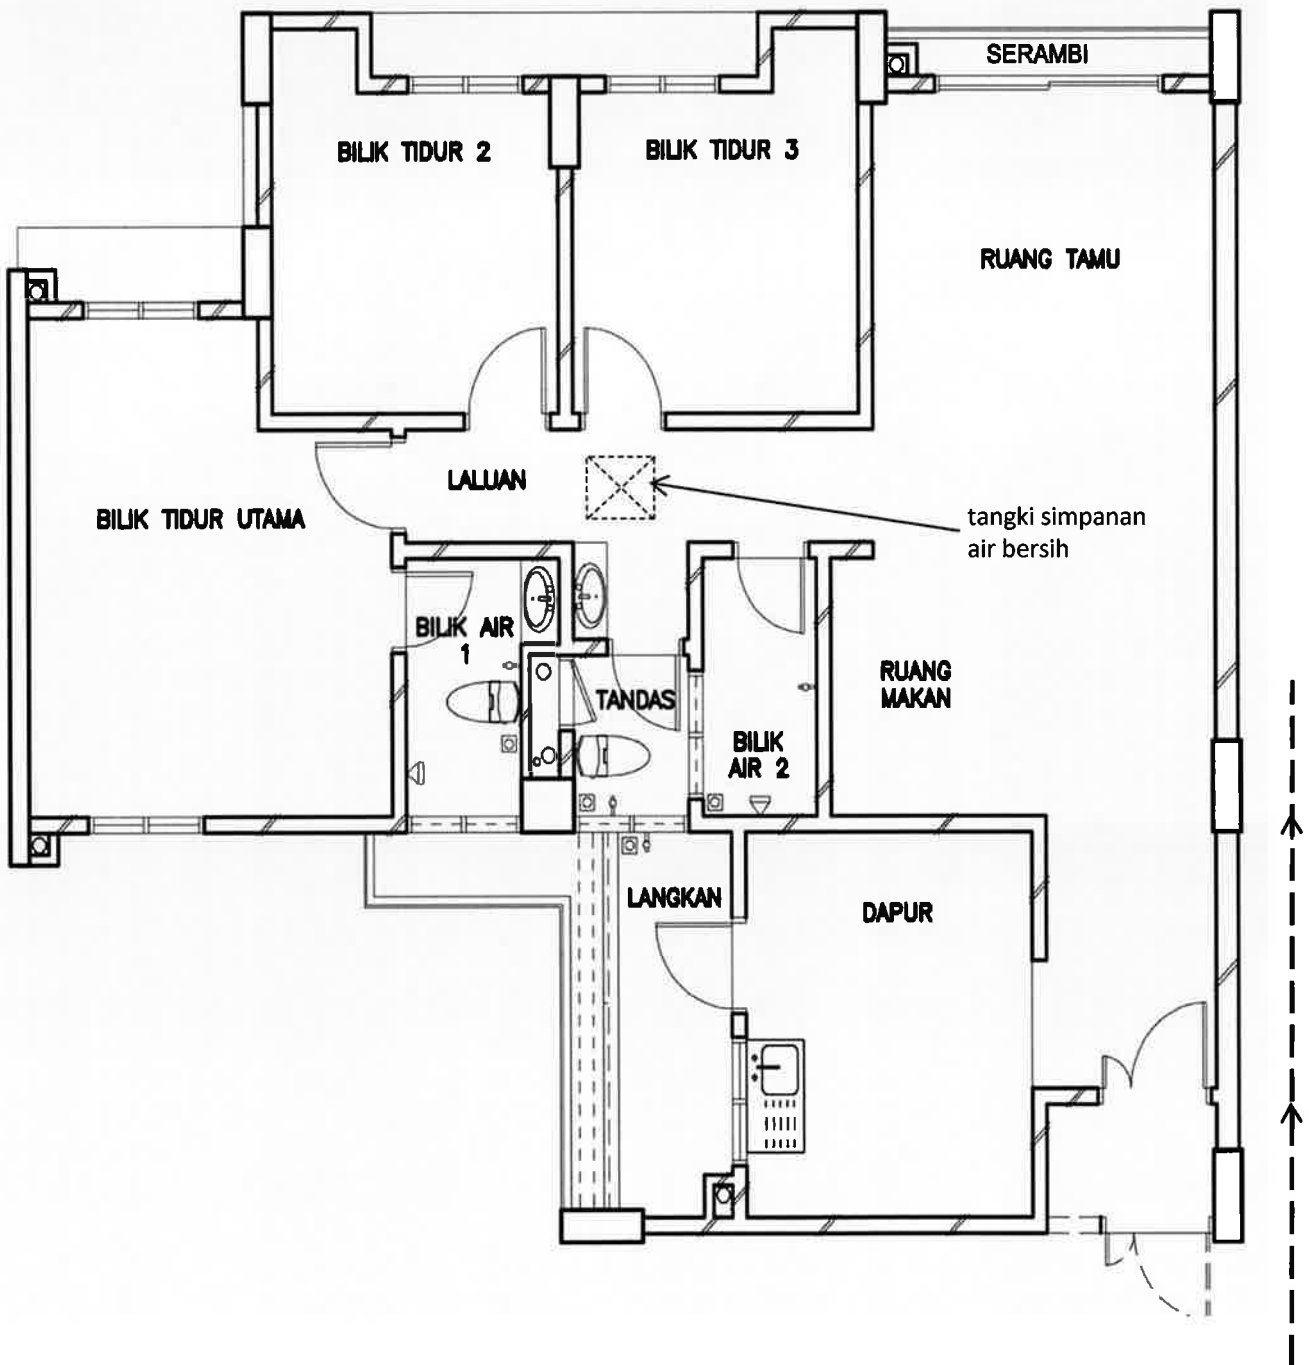 SERAMBI
BILIK TIDUR 2
BILIK TIDUR 3
RUANG TAMU
LALUAN
BILIK TIDUR UTAMA
tangki simpanan
air bersih
BILIK AIR
1
RUANG
MAKAN
TANDAS
BILIK
AIR 2
LANGKAN
DAPUR